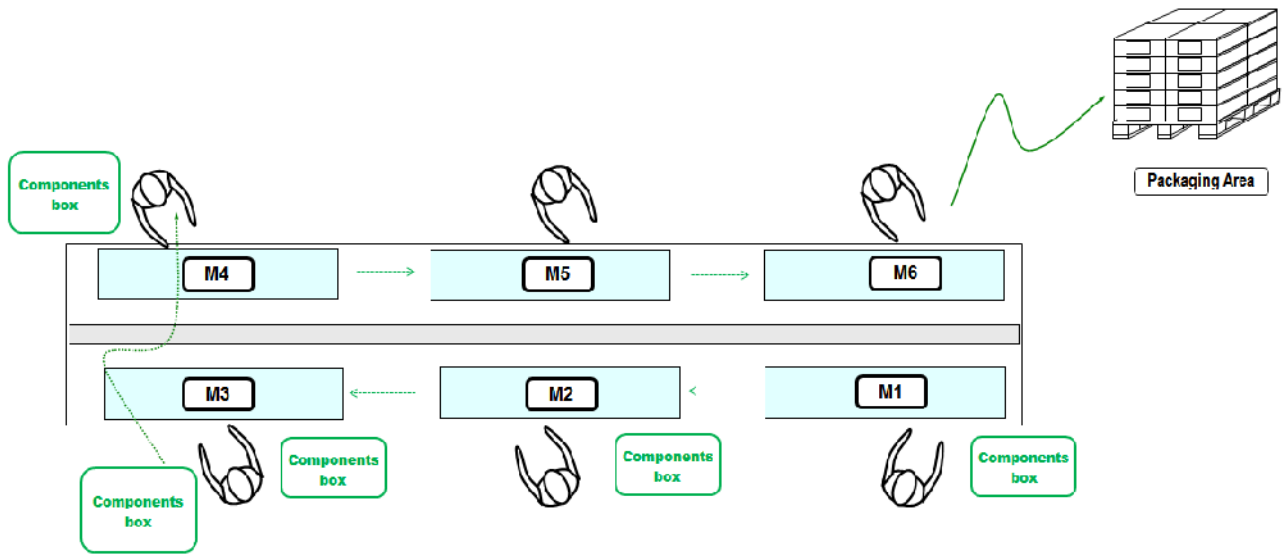 Packaging Area
Components
box
M4
M5
M6
M3
M2
M1
Components
box
Components
box
Components
box
Components
box